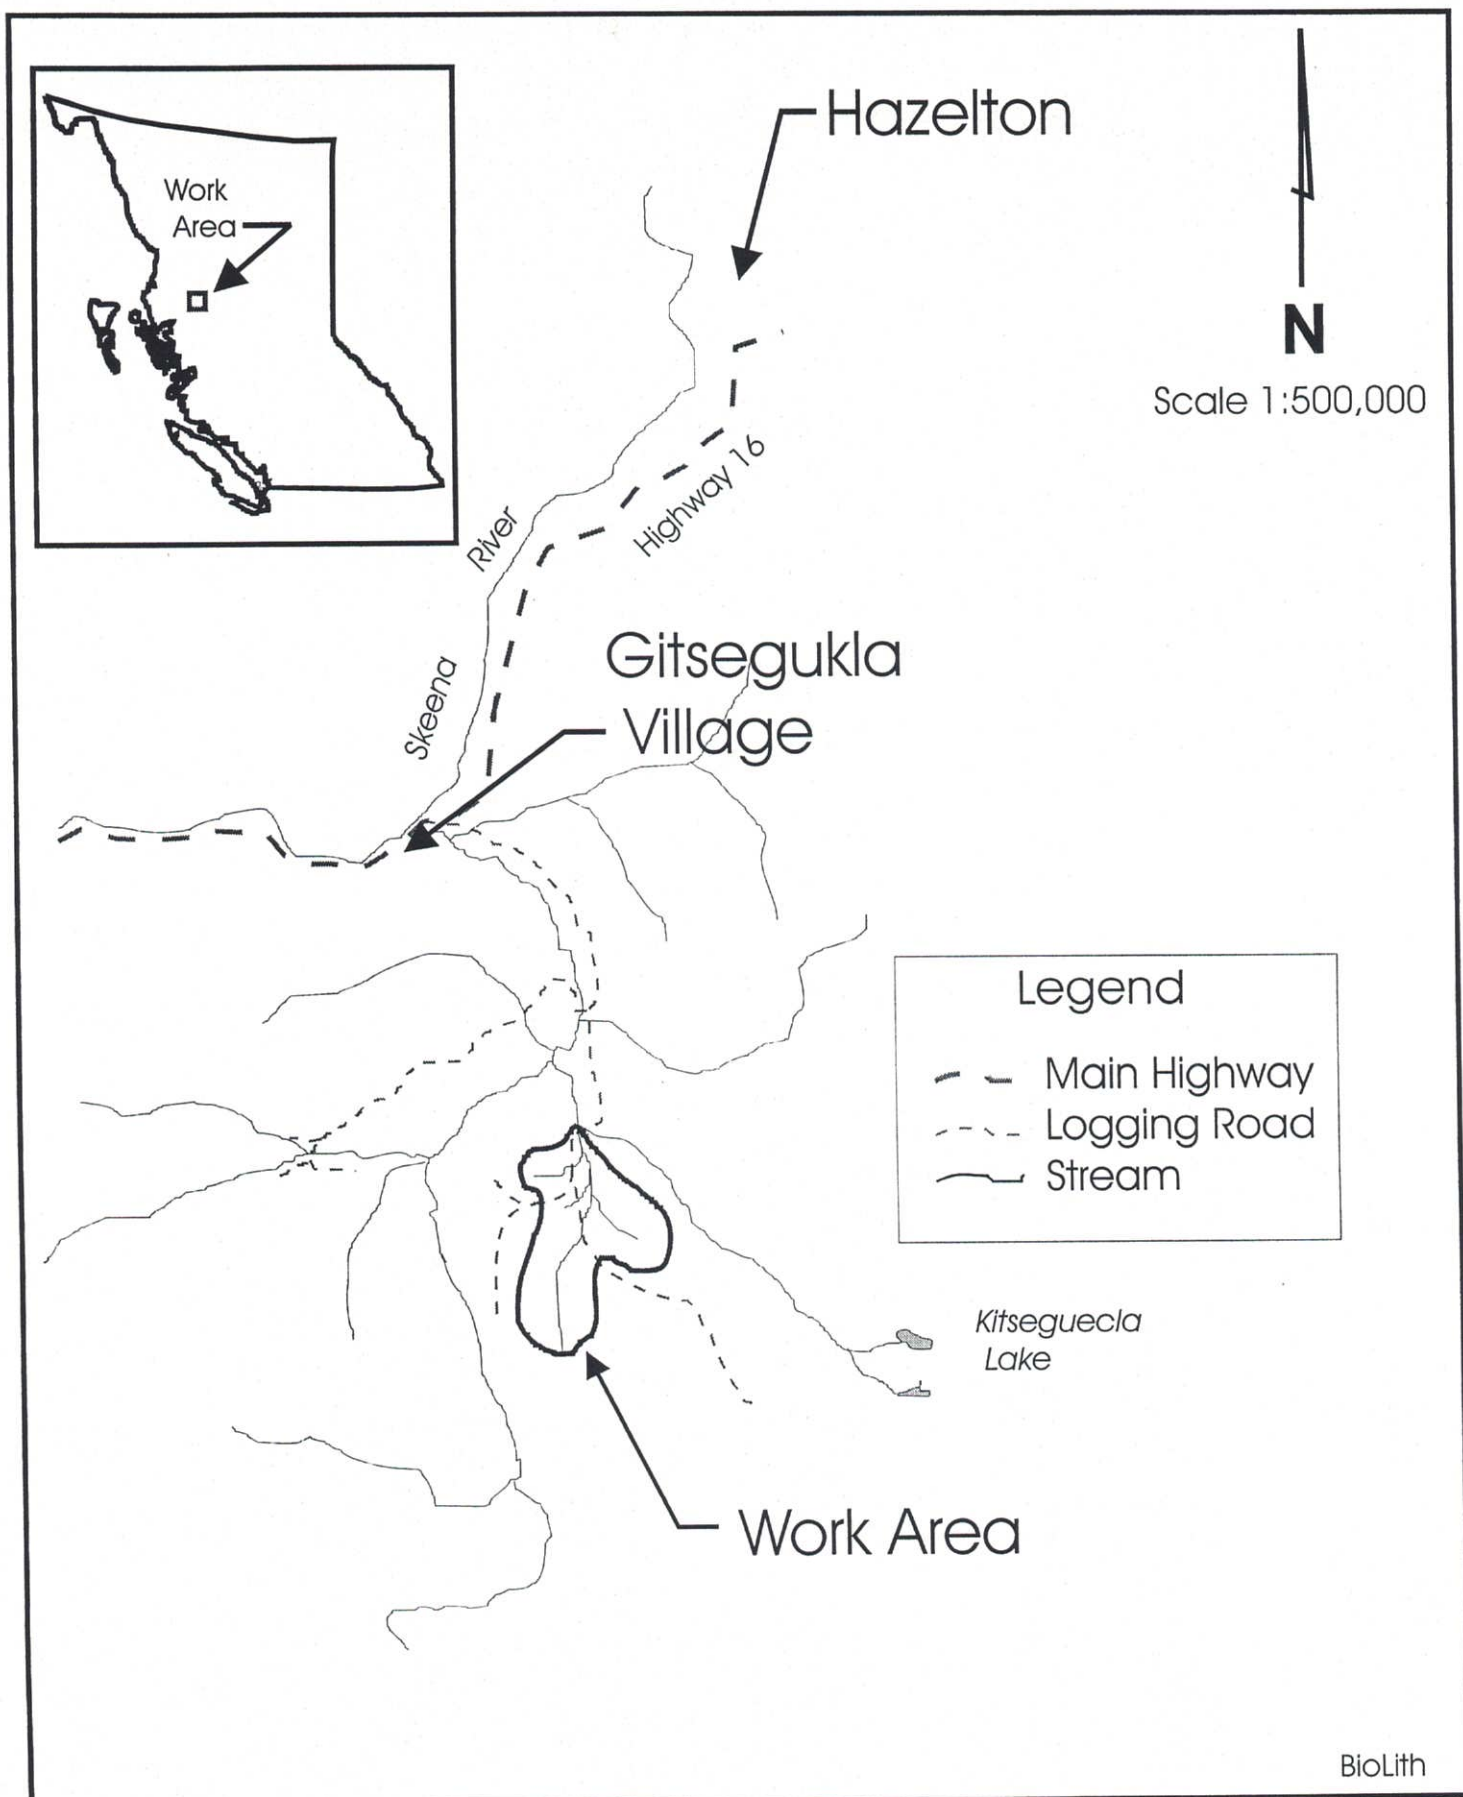 Work
Area
Hazelton
N
Scale 1:500,000
Highway 16
River
Skeena
Gitsegukla
Village
Legend
Main Highway
Logging Road
Stream
Kitseguecla
Lake
Work Area
BioLith